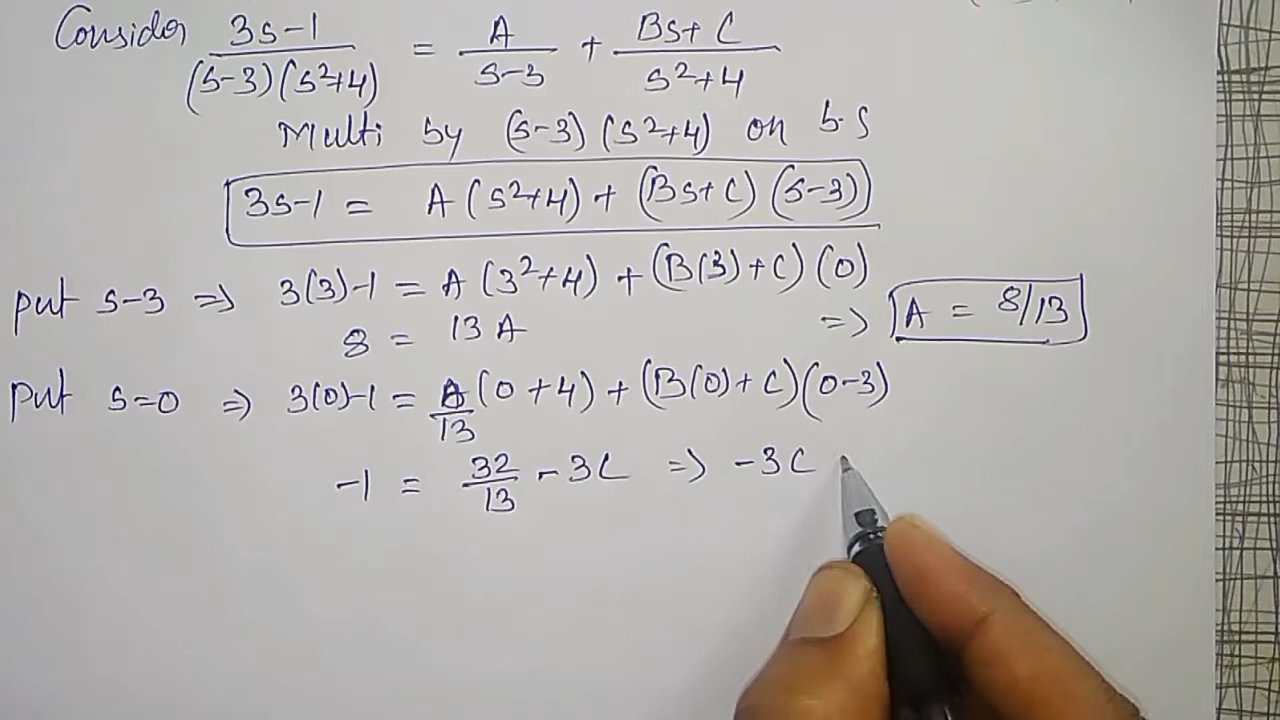 Consider (3s-1)/((s-3)(s²+4)) = A/(s-3) + (Bs+C)/(s²+4)
Multi by (s-3)(s²+4) on b.s
3s-1 = A(s²+4) + (Bs+C)(s-3)
put s-3 => 3(3)-1 = A(3²+4) + (B(3)+C)(0)
8 = 13A => A = 8/13
Put s=0 => 3(0)-1 = 8/13(0+4) + (B(0)+C)(0-3)
-1 = 32/13 - 3C => -3C